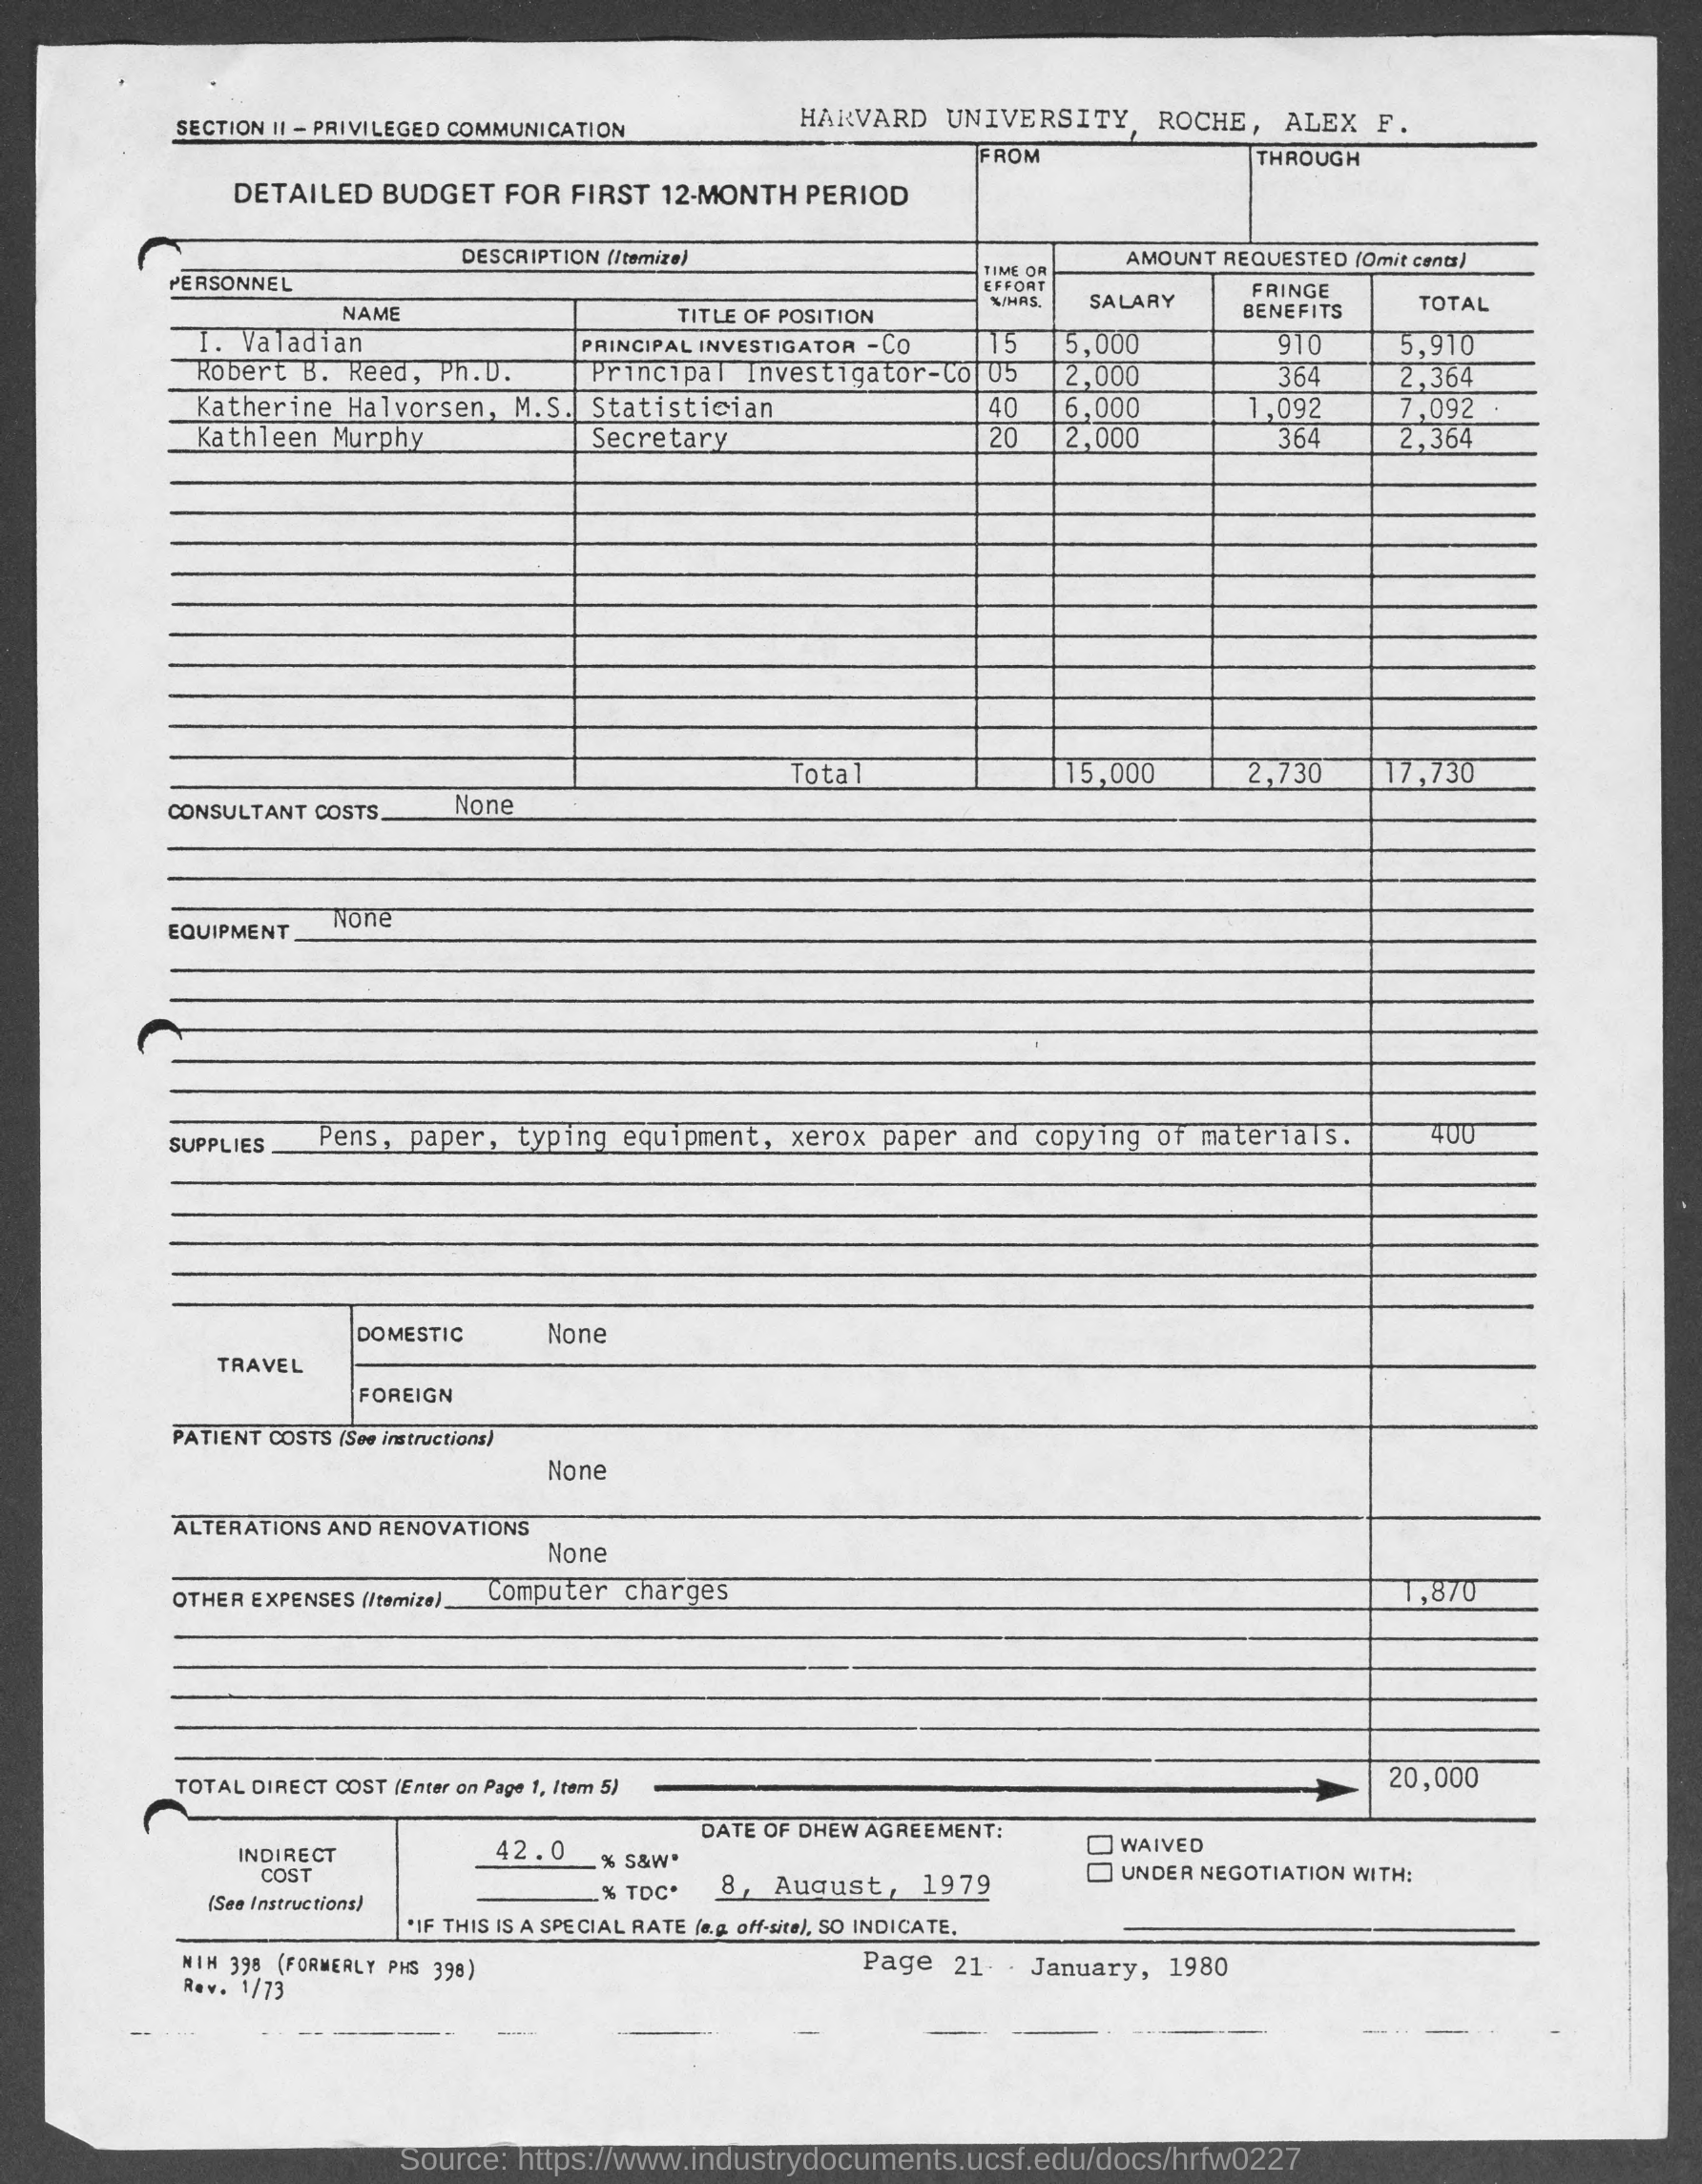 SECTION II – PRIVILEGED COMMUNICATION
HARVARD UNIVERSITY, ROCHE, ALEX F.
DETAILED BUDGET FOR FIRST 12-MONTH PERIOD
FROM
THROUGH
DESCRIPTION (Itemize)
TIME OR EFFORT %/HRS.
AMOUNT REQUESTED (Omit cents)
PERSONNEL
NAME TITLE OF POSITION SALARY FRINGE BENEFITS TOTAL
I. Valadian PRINCIPAL INVESTIGATOR -Co 15 5,000 910 5,910
Robert B. Reed, Ph.D. Principal Investigator-Co 05 2,000 364 2,364
Katherine Halvorsen, M.S. Statistician 40 6,000 1,092 7,092
Kathleen Murphy Secretary 20 2,000 364 2,364
Total 15,000 2,730 17,730
CONSULTANT COSTS None
EQUIPMENT None
SUPPLIES Pens, paper, typing equipment, xerox paper and copying of materials. 400
TRAVEL
DOMESTIC None
FOREIGN
PATIENT COSTS (See instructions)
None
ALTERATIONS AND RENOVATIONS
None
OTHER EXPENSES (Itemize) Computer charges 1,870
TOTAL DIRECT COST (Enter on Page 1, Item 5) 20,000
INDIRECT
COST
(See Instructions)
42.0 % S&W*
% TDC*
DATE OF DHEW AGREEMENT:
8, August, 1979
WAIVED
UNDER NEGOTIATION WITH:
*IF THIS IS A SPECIAL RATE (e.g. off-site), SO INDICATE.
NIH 398 (FORMERLY PHS 398)
Rev. 1/73
Page 21 - January, 1980
Source: https://www.industrydocuments.ucsf.edu/docs/hrfw0227